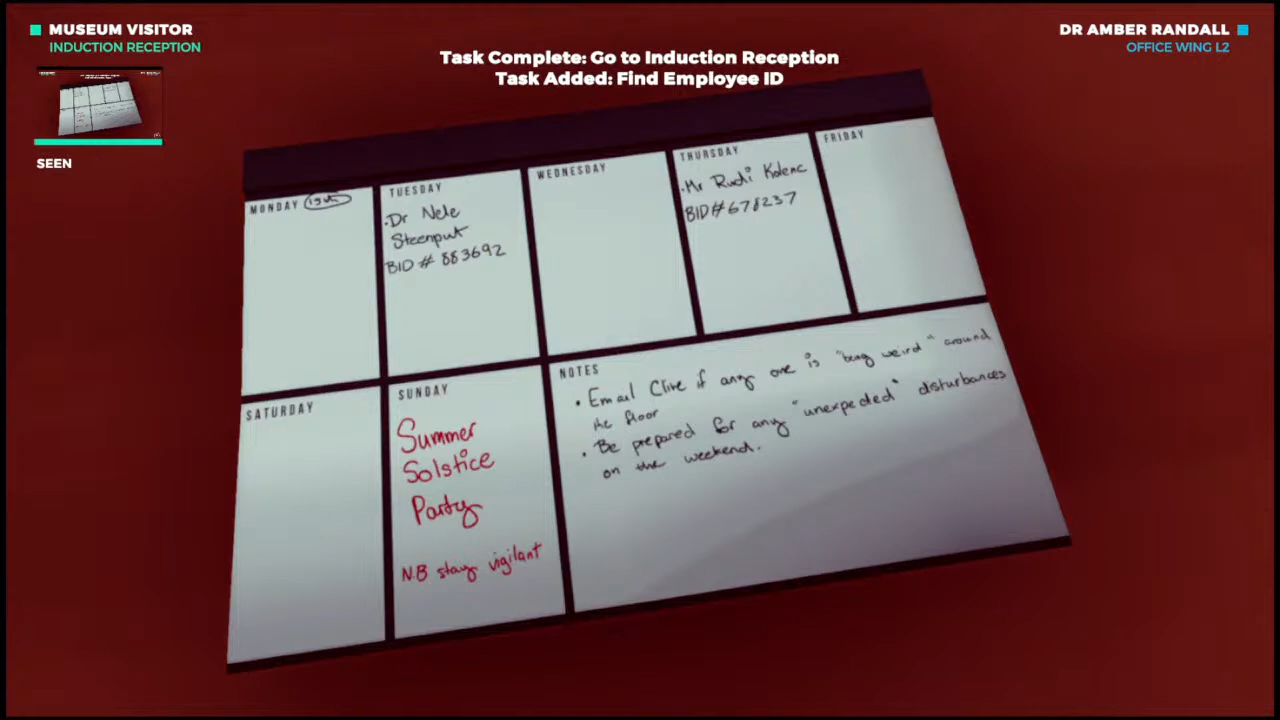 MUSEUM VISITOR
INDUCTION RECEPTION
SEEN
Task Complete: Go to Induction Reception
Task Added: Find Employee ID
DR AMBER RANDALL
OFFICE WING L2
MONDAY
TUESDAY
·Dr Nele
Steenput
BID # 883692
WEDNESDAY
THURSDAY
·Mr Rudi Kolenc
BID#678237
FRIDAY
SATURDAY
SUNDAY
Summer
Solstice
Party
N.B stay vigilant
NOTES
· Email Clive if any one is "being weird" around
the floor
· Be prepared for any "unexpected" disturbances
on the weekend.